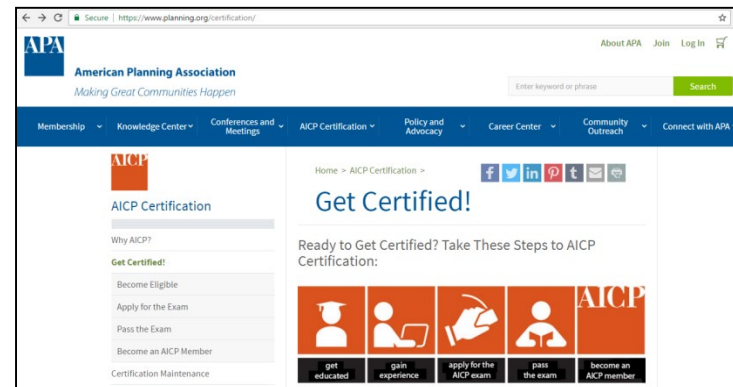 Secure | https://www.planning.org/certification/
APA
About APA Join Log In
American Planning Association
Making Great Communities Happen
Enter keyword or phrase
Search
Membership
Knowledge Center
Conferences and
Meetings
AICP Certification
Policy and
Advocacy
Career Center
Community
Outreach
Connect with APA
AICP
AICP Certification
Why AICP?
Get Certified!
Become Eligible
Apply for the Exam
Pass the Exam
Become an AICP Member
Certification Maintenance
Home > AICP Certification >
f in t
Get Certified!
Ready to Get Certified? Take These Steps to AICP
Certification:
AICP
get
educated
gain
experience
apply for the
AICP exam
pass
the exam
become an
AICP member